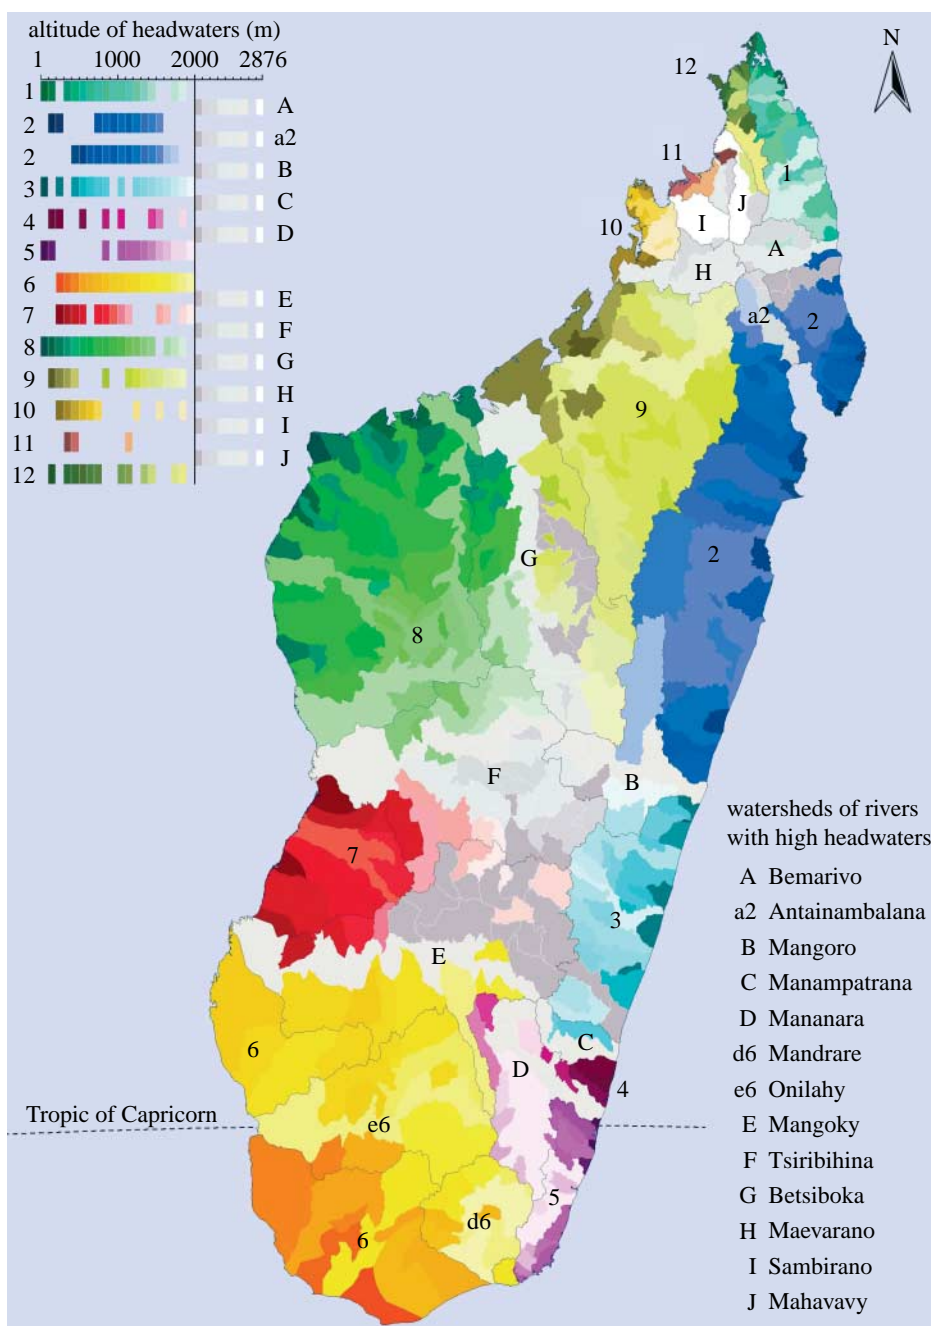 altitude of headwaters (m)
1 1000 2000 2876
1
A
2
a2
2
B
3
C
4
D
5
6
E
7
F
8
G
9
H
10
I
11
J
12
N
12
11
1
10
J
I
A
H
a2
2
9
G
2
8
F
B
7
3
E
C
6
D
4
Tropic of Capricorn
e6
5
d6
6
watersheds of rivers
with high headwaters
A Bemarivo
a2 Antainambalana
B Mangoro
C Manampatrana
D Mananara
d6 Mandrare
e6 Onilahy
E Mangoky
F Tsiribihina
G Betsiboka
H Maevarano
I Sambirano
J Mahavavy